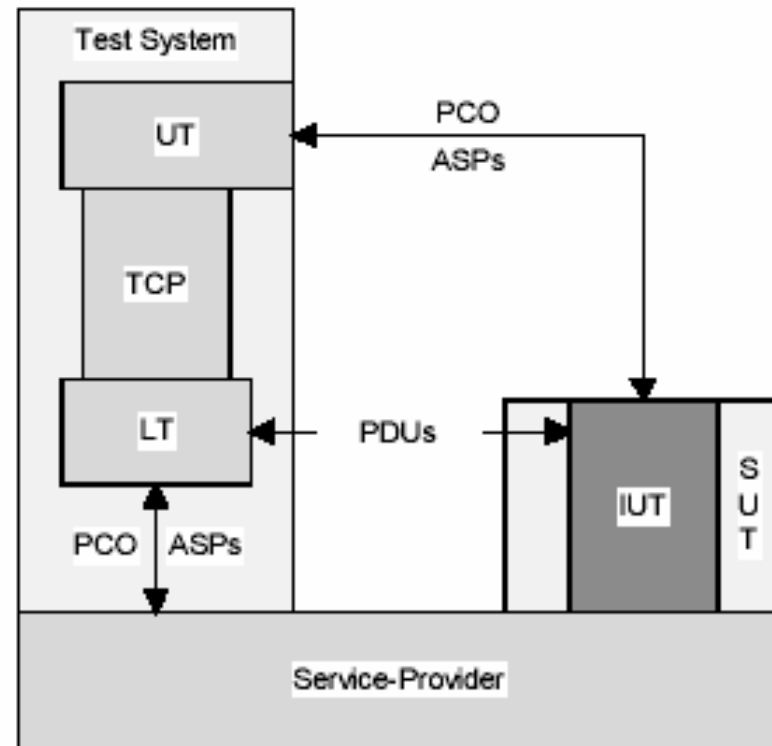 Test System
UT
PCO
ASPs
TCP
LT
PDUs
IUT
S
U
T
PCO
ASPs
Service-Provider